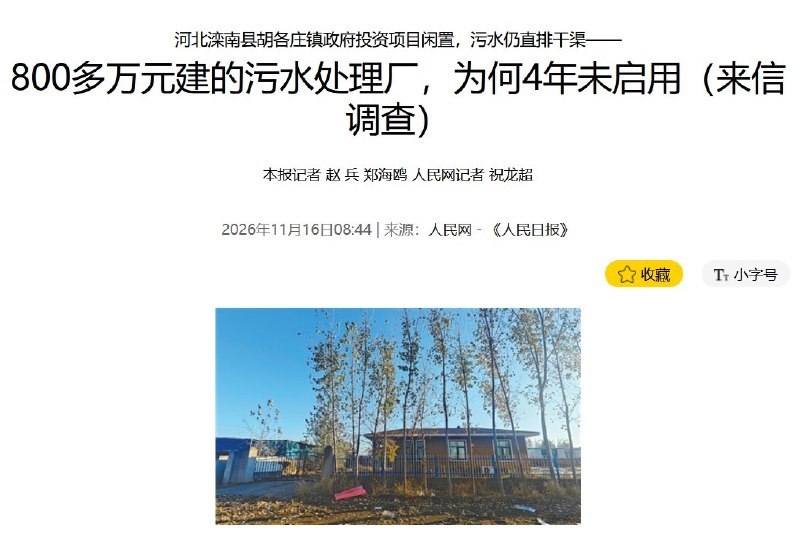 河北滦南县胡各庄镇政府投资项目闲置，污水仍直排干渠——
800多万元建的污水处理厂，为何4年未启用（来信
调查）
本报记者 赵 兵 郑海鸥 人民网记者 祝龙超
2026年11月16日08:44 | 来源：人民网－《人民日报》
收藏
小字号